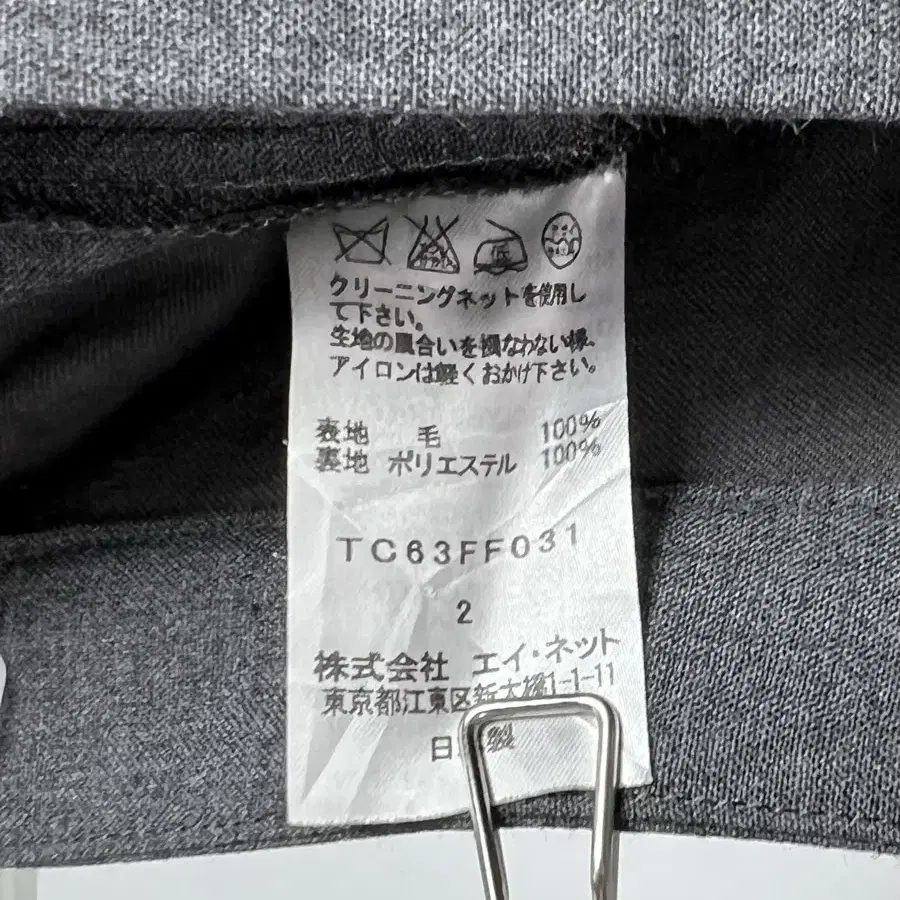 低
クリーニングネットを使用し
て下さい。
生地の風合いを損なわない様、
アイロンは軽くおかけ下さい。
表地 毛 100%
裏地 ポリエステル 100%
TC63FF031
2
株式会社 エイ・ネット
東京都江東区新大橋1-1-11
日 製